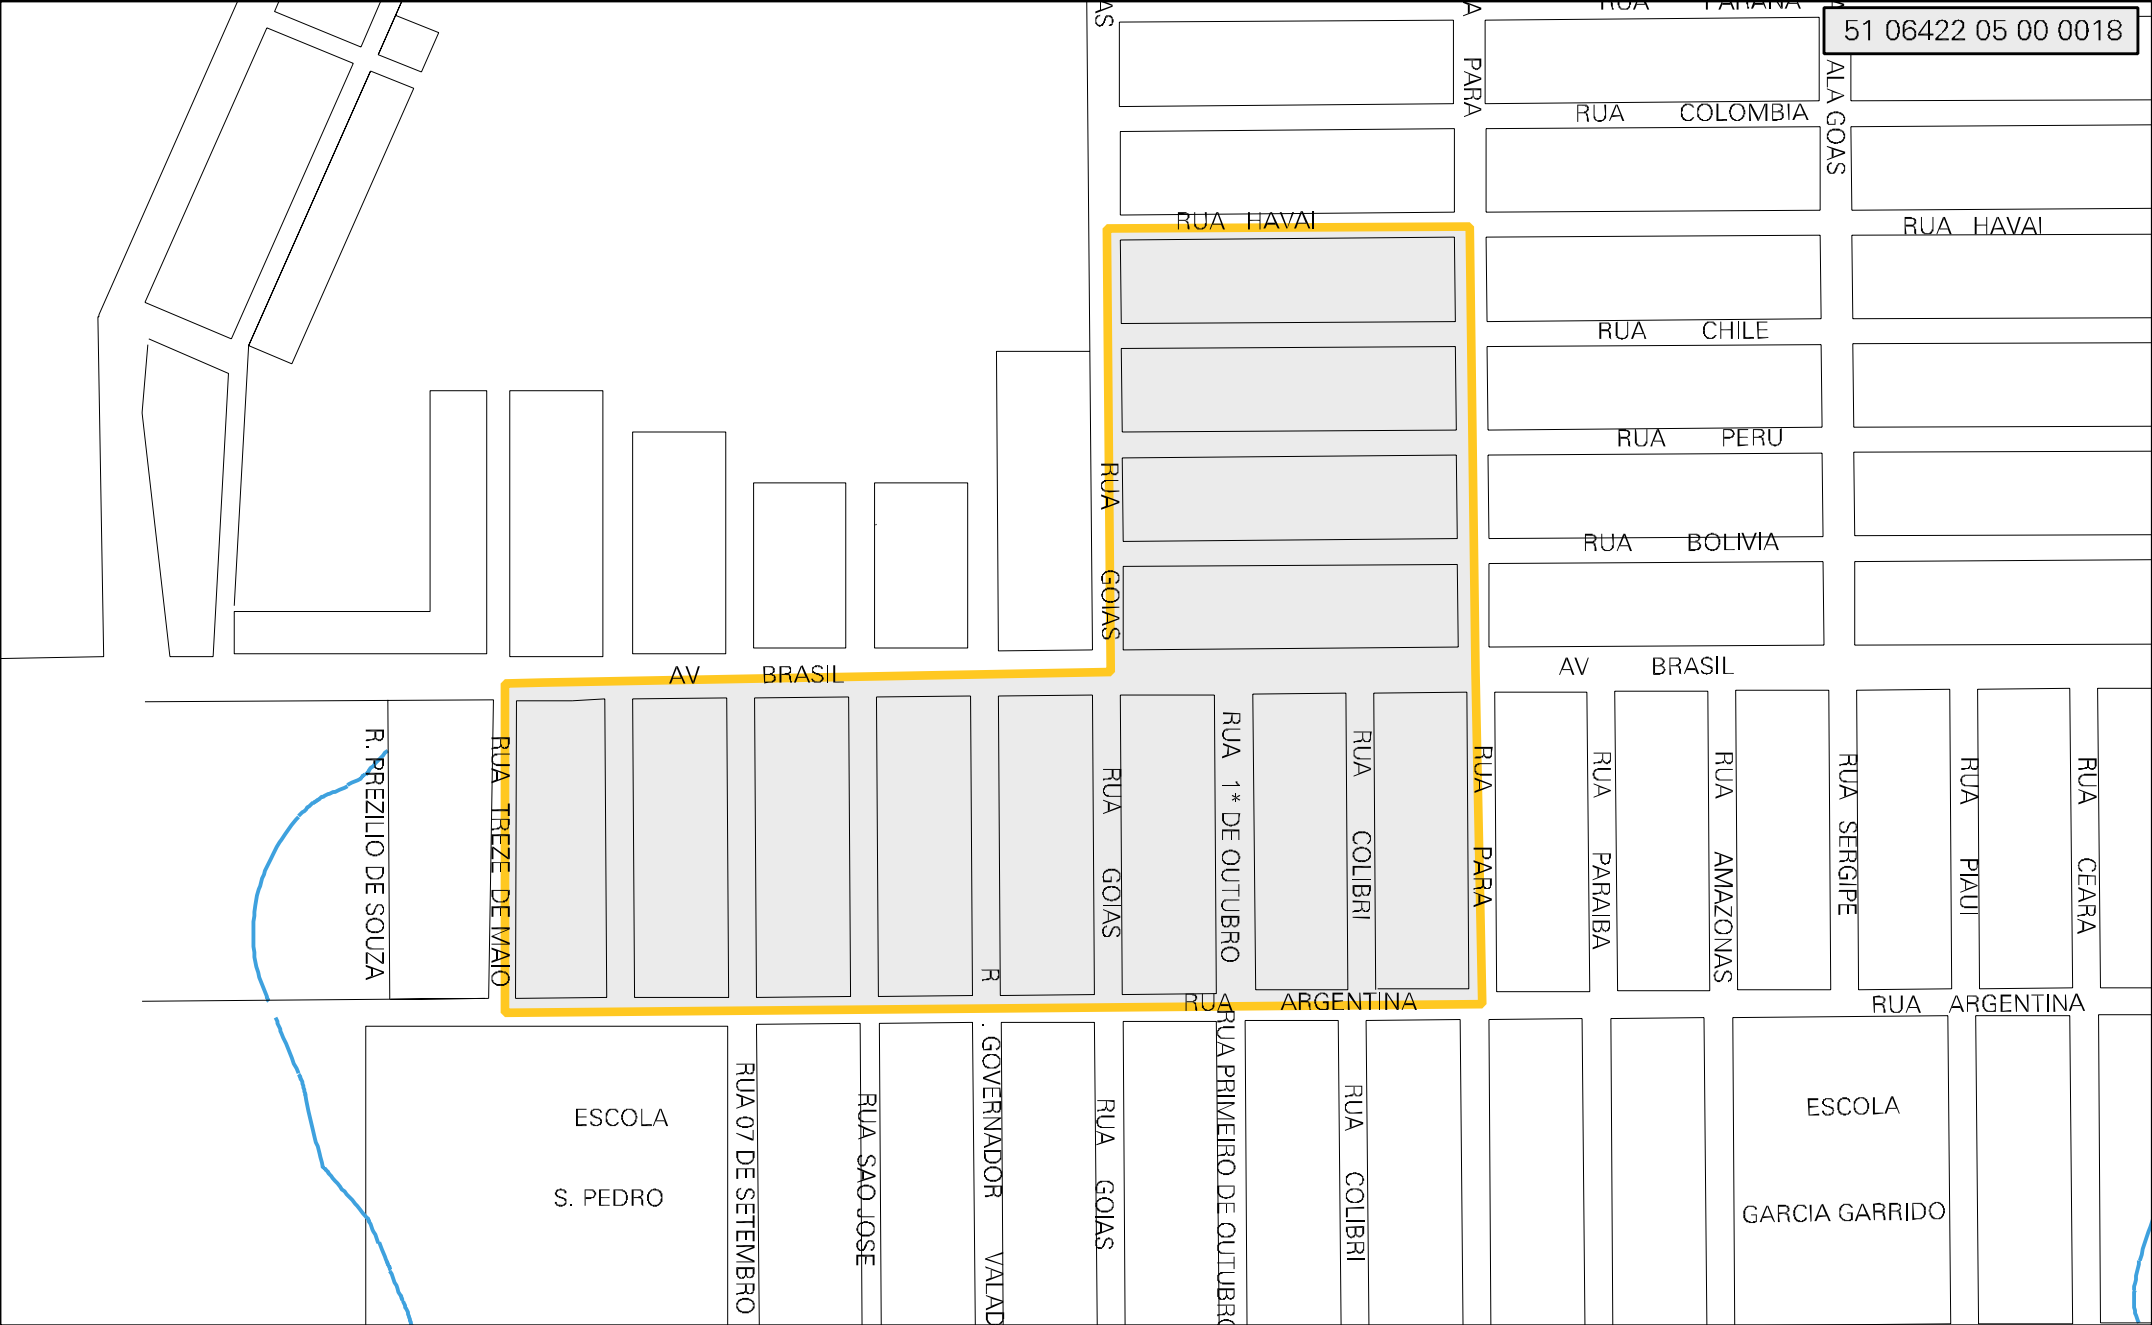 RUA PARANA
51 06422 05 00 0018
PARA
ALAGOAS
RUA COLOMBIA
RUA HAVAI
RUA HAVAI
RUA CHILE
RUA PERU
RUA GOIAS
RUA BOLIVIA
AV BRASIL
AV BRASIL
R. PREZILIO DE SOUZA
RUA TREZE DE MAIO
RUA GOIAS
RUA 1* DE OUTUBRO
RUA COLIBRI
RUA PARA
RUA PARAIBA
RUA AMAZONAS
RUA SERGIPE
RUA PIAUI
RUA CEARA
RUA ARGENTINA
RUA ARGENTINA
ESCOLA
S. PEDRO
RUA 07 DE SETEMBRO
RUA SAO JOSE
R. GOVERNADOR VALAD
RUA GOIAS
RUA PRIMEIRO DE OUTUBRO
RUA COLIBRI
ESCOLA
GARCIA GARRIDO